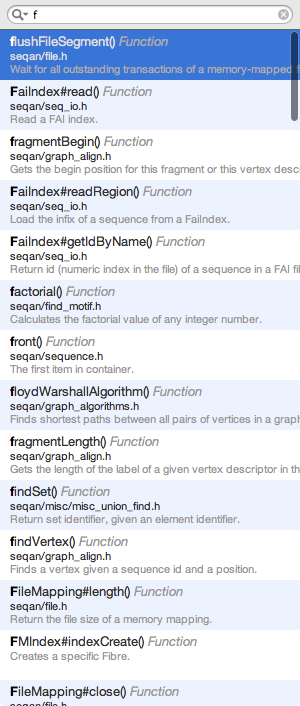 f
flushFileSegment() Function
seqan/file.h
Wait for all outstanding transactions of a memory-mapped
FaiIndex#read() Function
seqan/seq_io.h
Read a FAI index.
fragmentBegin() Function
seqan/graph_align.h
Gets the begin position for this fragment or this vertex desc
FaiIndex#readRegion() Function
seqan/seq_io.h
Load the infix of a sequence from a FaiIndex.
FaiIndex#getIdByName() Function
seqan/seq_io.h
Return id (numeric index in the file) of a sequence in a FAI fi
factorial() Function
seqan/find_motif.h
Calculates the factorial value of any integer number.
front() Function
seqan/sequence.h
The first item in container.
floydWarshallAlgorithm() Function
seqan/graph_algorithms.h
Finds shortest paths between all pairs of vertices in a graph
fragmentLength() Function
seqan/graph_align.h
Gets the length of the label of a given vertex descriptor in th
findSet() Function
seqan/misc/misc_union_find.h
Return set identifier, given an element identifier.
findVertex() Function
seqan/graph_align.h
Finds a vertex given a sequence id and a position.
FileMapping#length() Function
seqan/file.h
Return the file size of a memory mapping.
FMIndex#indexCreate() Function
Creates a specific Fibre.
FileMapping#close() Function
seqan/file.h